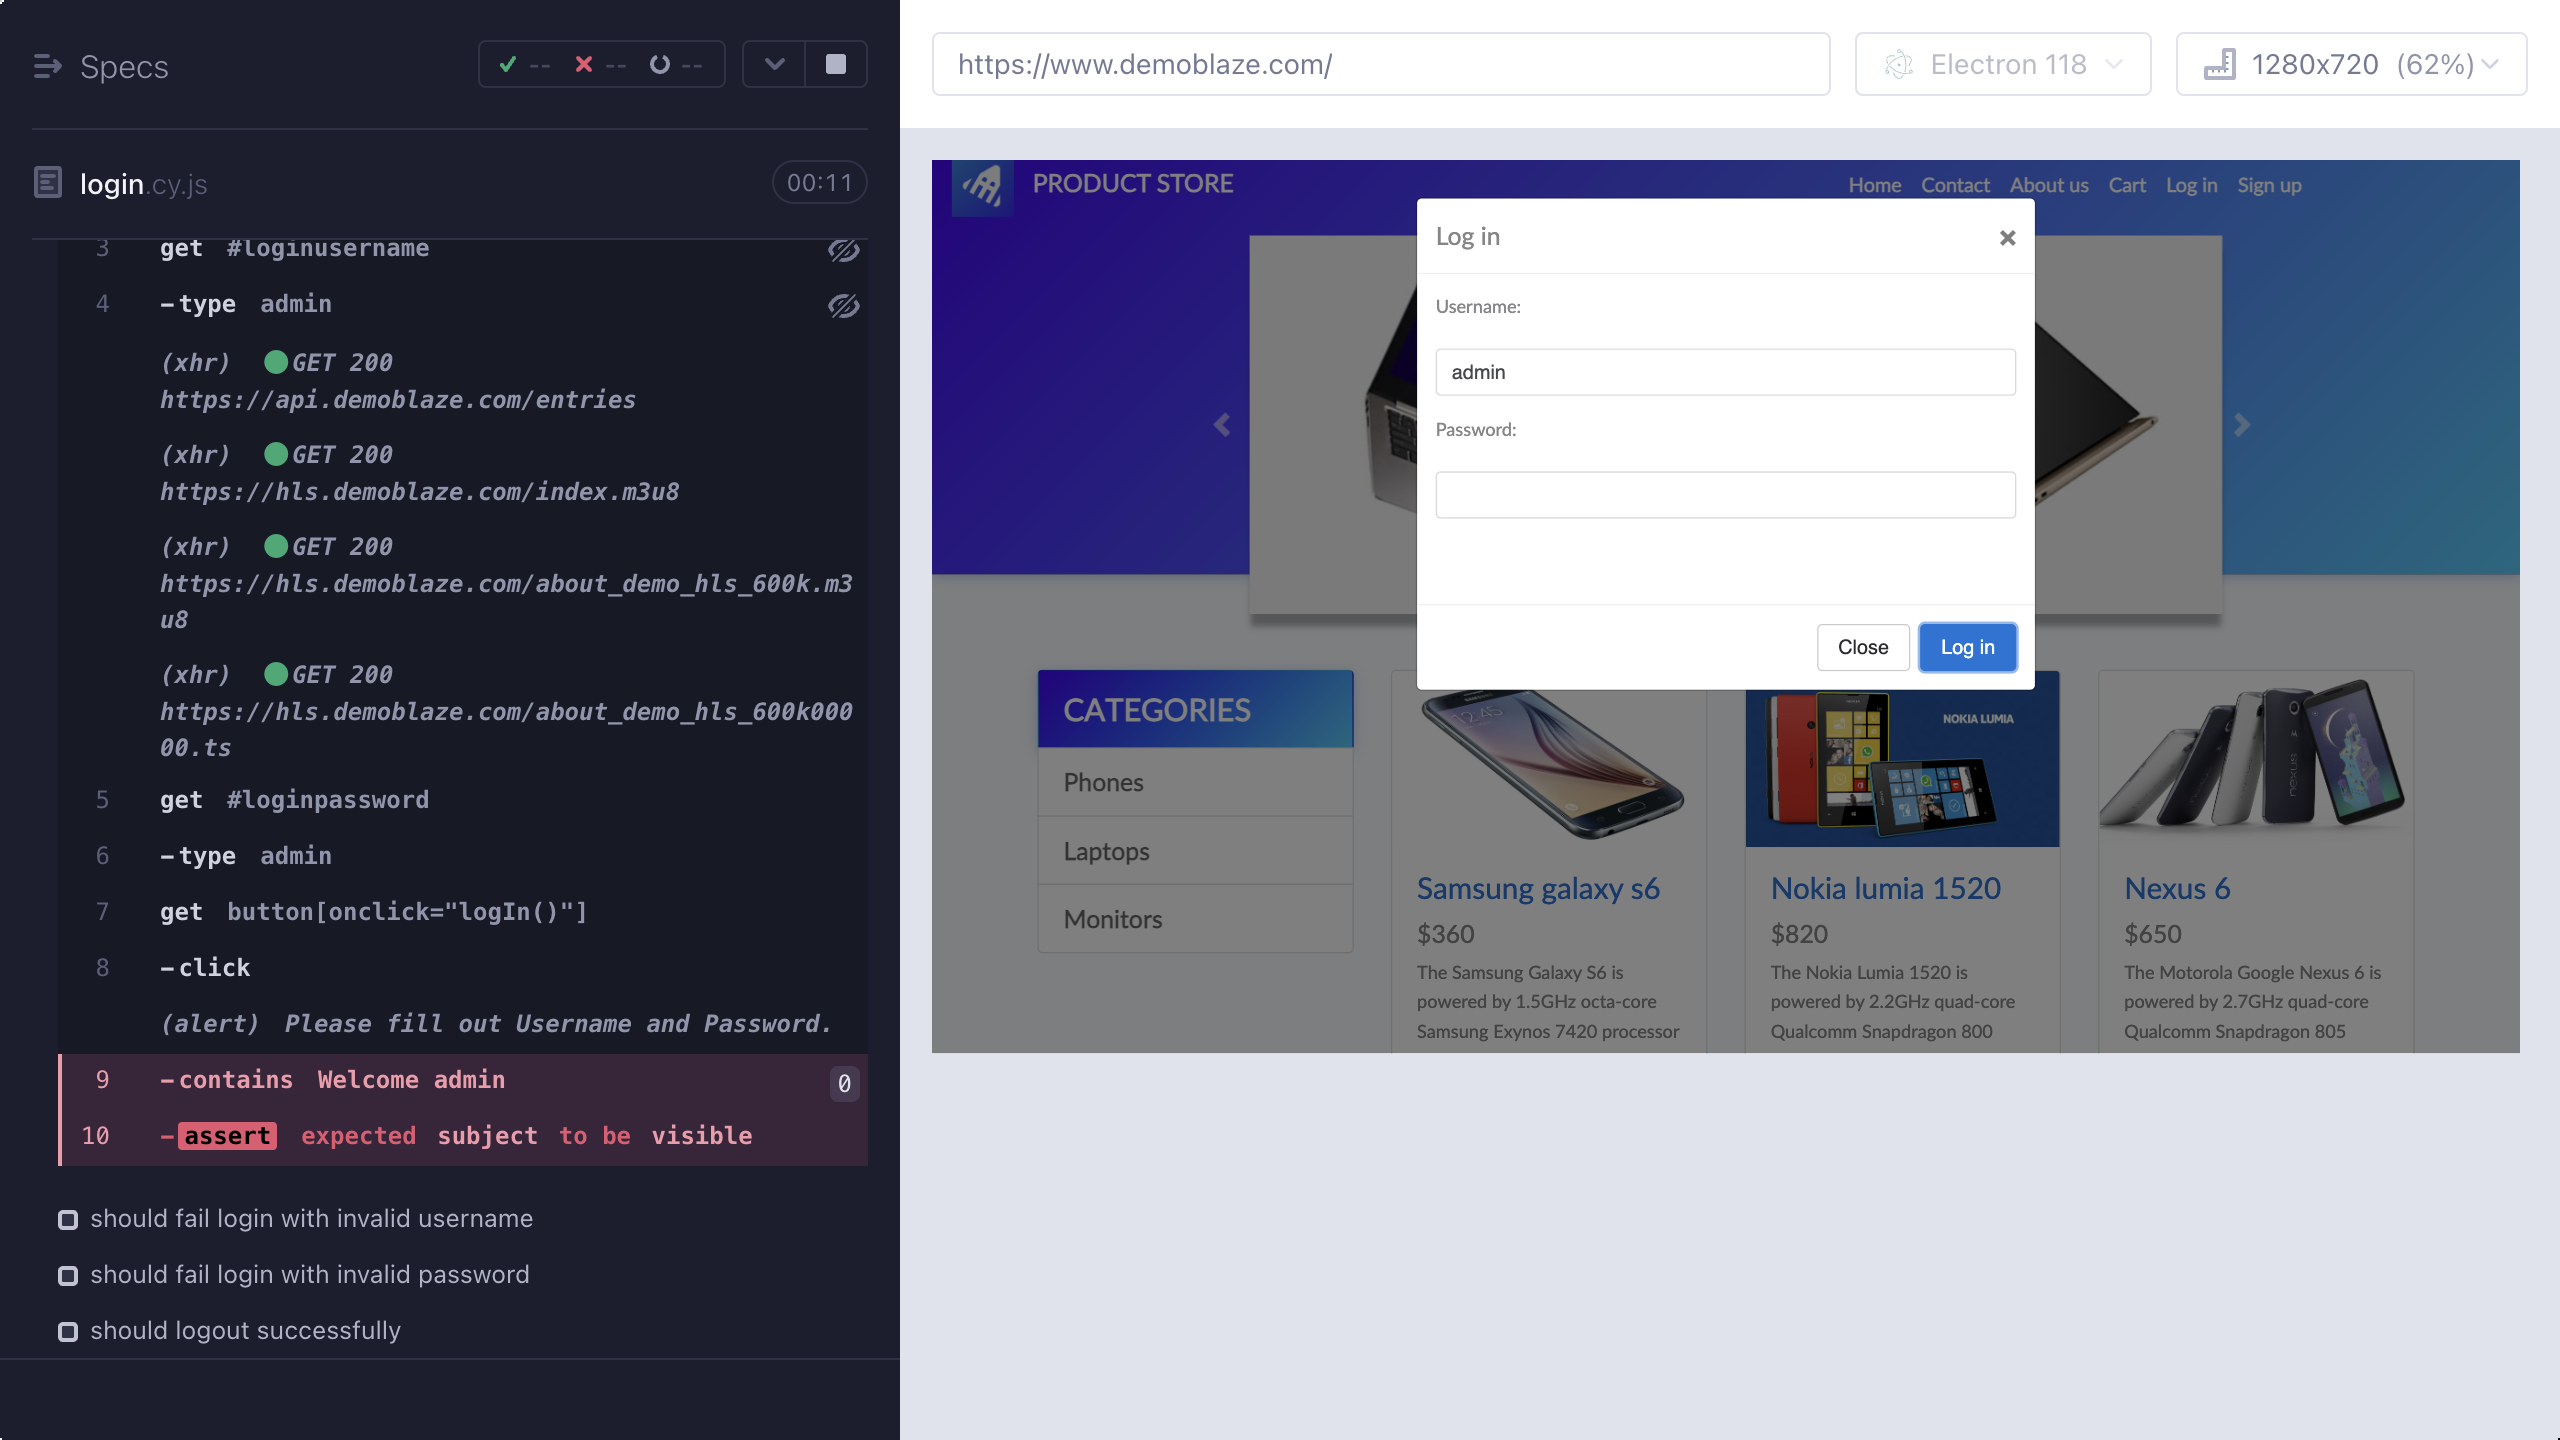 Specs
-- -- --
login.cy.js
00:11
3 get #loginusername
4 -type admin
(xhr) GET 200
https://api.demoblaze.com/entries
(xhr) GET 200
https://hls.demoblaze.com/index.m3u8
(xhr) GET 200
https://hls.demoblaze.com/about_demo_hls_600k.m3
u8
(xhr) GET 200
https://hls.demoblaze.com/about_demo_hls_600k000
00.ts
5 get #loginpassword
6 -type admin
7 get button[onclick="logIn()"]
8 -click
(alert) Please fill out Username and Password.
9 -contains Welcome admin 0
10 -assert expected subject to be visible
should fail login with invalid username
should fail login with invalid password
should logout successfully
https://www.demoblaze.com/
Electron 118
1280x720 (62%)
PRODUCT STORE
Home Contact About us Cart Log in Sign up
Log in
Username:
admin
Password:
Close Log in
CATEGORIES
Phones
Laptops
Monitors
12:45
Samsung galaxy s6
$360
The Samsung Galaxy S6 is
powered by 1.5GHz octa-core
Samsung Exynos 7420 processor
NOKIA LUMIA
Nokia lumia 1520
$820
The Nokia Lumia 1520 is
powered by 2.2GHz quad-core
Qualcomm Snapdragon 800
nexus
Nexus 6
$650
The Motorola Google Nexus 6 is
powered by 2.7GHz quad-core
Qualcomm Snapdragon 805